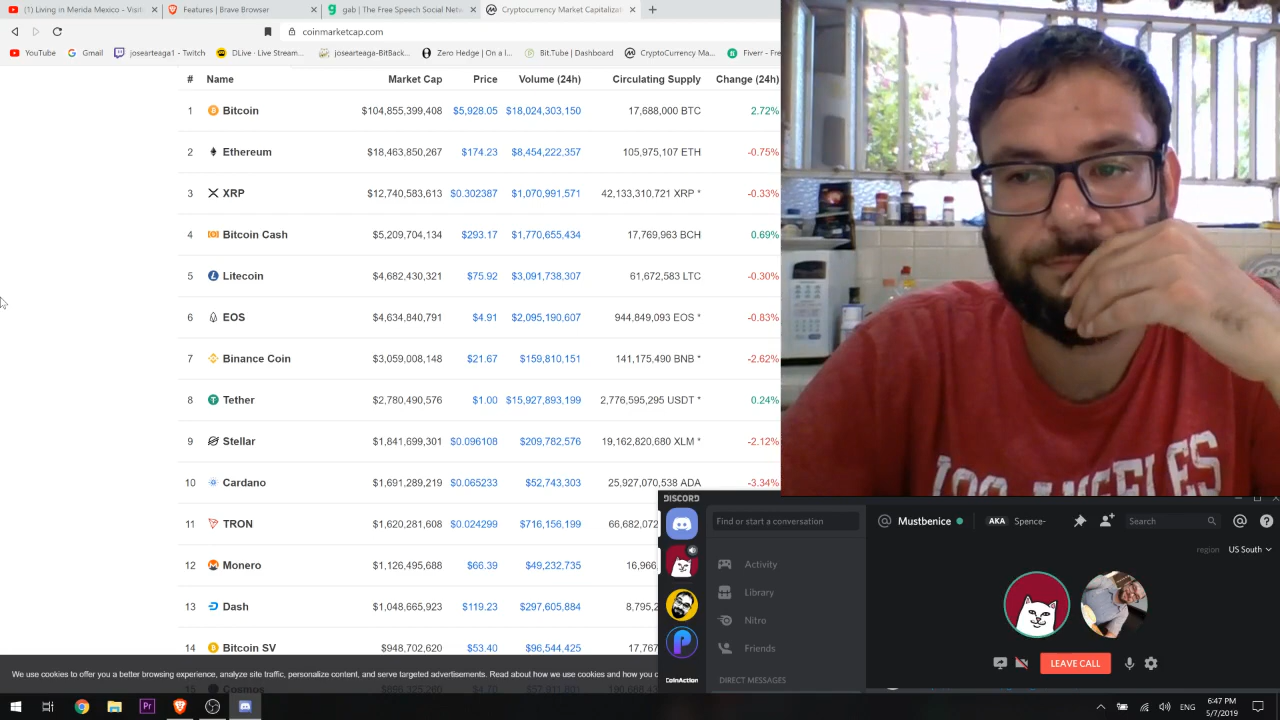 (1) Living in Merida Mexico - Visiti
Features | Brave Browser
gab | The Free Speech Social Netw
Cryptocurrency Market Capitalizat
coinmarketcap.com
YouTube Gmail josearteaga1 - Twitch DLive · Live Stream... josearteaga-BitBack... Zero Hedge | On a l... Bit.Tube | Dashboard CryptoCurrency Ma... Fiverr - Fre
# Name Market Cap Price Volume (24h) Circulating Supply Change (24h)
1 Bitcoin $104,855,399,408 $5,928.05 $18,024,303,150 17,688,000 BTC 2.72%
2 Ethereum $18,463,850,267 $174.23 $8,454,222,357 105,975,107 ETH -0.75%
3 XRP $12,740,583,613 $0.302387 $1,070,991,571 42,133,310,721 XRP * -0.33%
4 Bitcoin Cash $5,209,704,134 $293.17 $1,770,655,434 17,769,963 BCH 0.69%
5 Litecoin $4,682,430,321 $75.92 $3,091,738,307 61,672,583 LTC -0.30%
6 EOS $4,634,840,791 $4.91 $2,095,190,607 944,849,093 EOS * -0.83%
7 Binance Coin $3,059,008,148 $21.67 $159,810,151 141,175,490 BNB * -2.62%
8 Tether $2,780,490,576 $1.00 $15,927,893,199 2,776,595,295 USDT * 0.24%
9 Stellar $1,841,699,301 $0.096108 $209,782,576 19,162,820,680 XLM * -2.12%
10 Cardano $1,691,289,219 $0.065233 $52,743,303 25,927,070,538 ADA -3.34%
11 TRON $1,620,201,608 $0.024299 $716,156,199 66,682,072
12 Monero $1,126,495,688 $66.39 $49,232,735 16,966,
13 Dash $1,048,665,923 $119.23 $297,605,884 8,795,2
14 Bitcoin SV $948,702,620 $53.40 $96,544,425 17,767
15 Cosmos
We use cookies to offer you a better browsing experience, analyze site traffic, personalize content, and serve targeted advertisements. Read about how we use cookies and how you c
LOS ANGELES
DISCORD
Find or start a conversation
Mustbenice AKA Spence- Search
region US South
Activity
Library
Nitro
Friends
DIRECT MESSAGES
CoinAction
LEAVE CALL
Pr
ENG
6:47 PM
5/7/2019